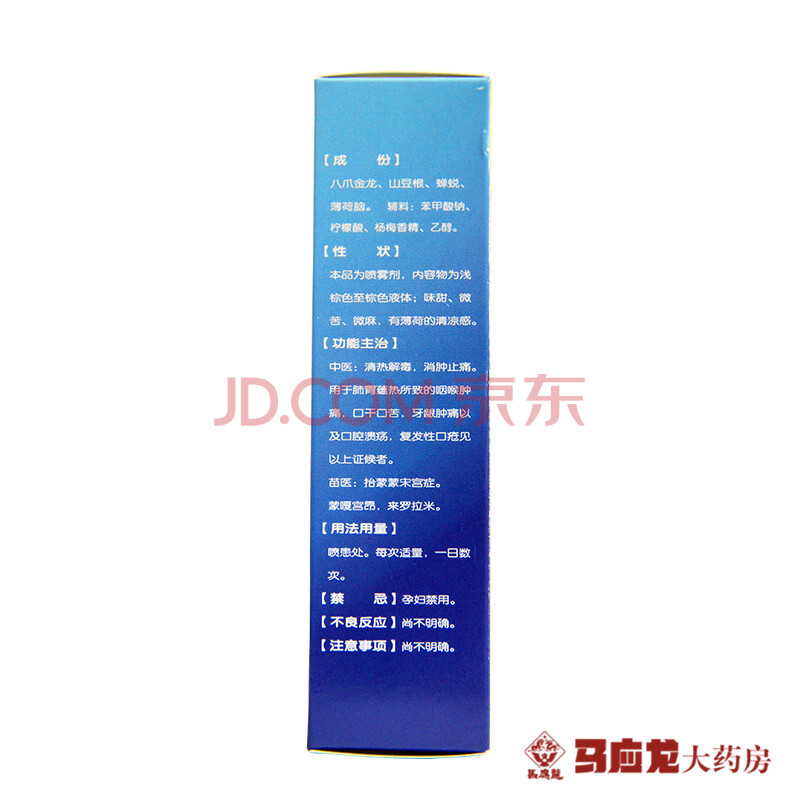 【成 份】
八爪金龙、山豆根、蝉蜕、
薄荷脑。 辅料：苯甲酸钠、
柠檬酸、杨梅香精、乙醇。
【性 状】
本品为喷雾剂，内容物为浅
棕色至棕色液体；味甜、微
苦、微麻，有薄荷的清凉感。
【功能主治】
中医：清热解毒，消肿止痛。
用于肺胃蕴热所致的咽喉肿
痛，口干口苦，牙龈肿痛以
及口腔溃疡，复发性口疮见
以上证候者。
苗医：抬蒙蒙宋宫症。
蒙嘎宫昂，来罗拉米。
【用法用量】
喷患处。每次适量，一日数
次。
【禁 忌】孕妇禁用。
【不良反应】尚不明确。
【注意事项】尚不明确。
JD.COM 京东
馬應龍
马应龙大药房